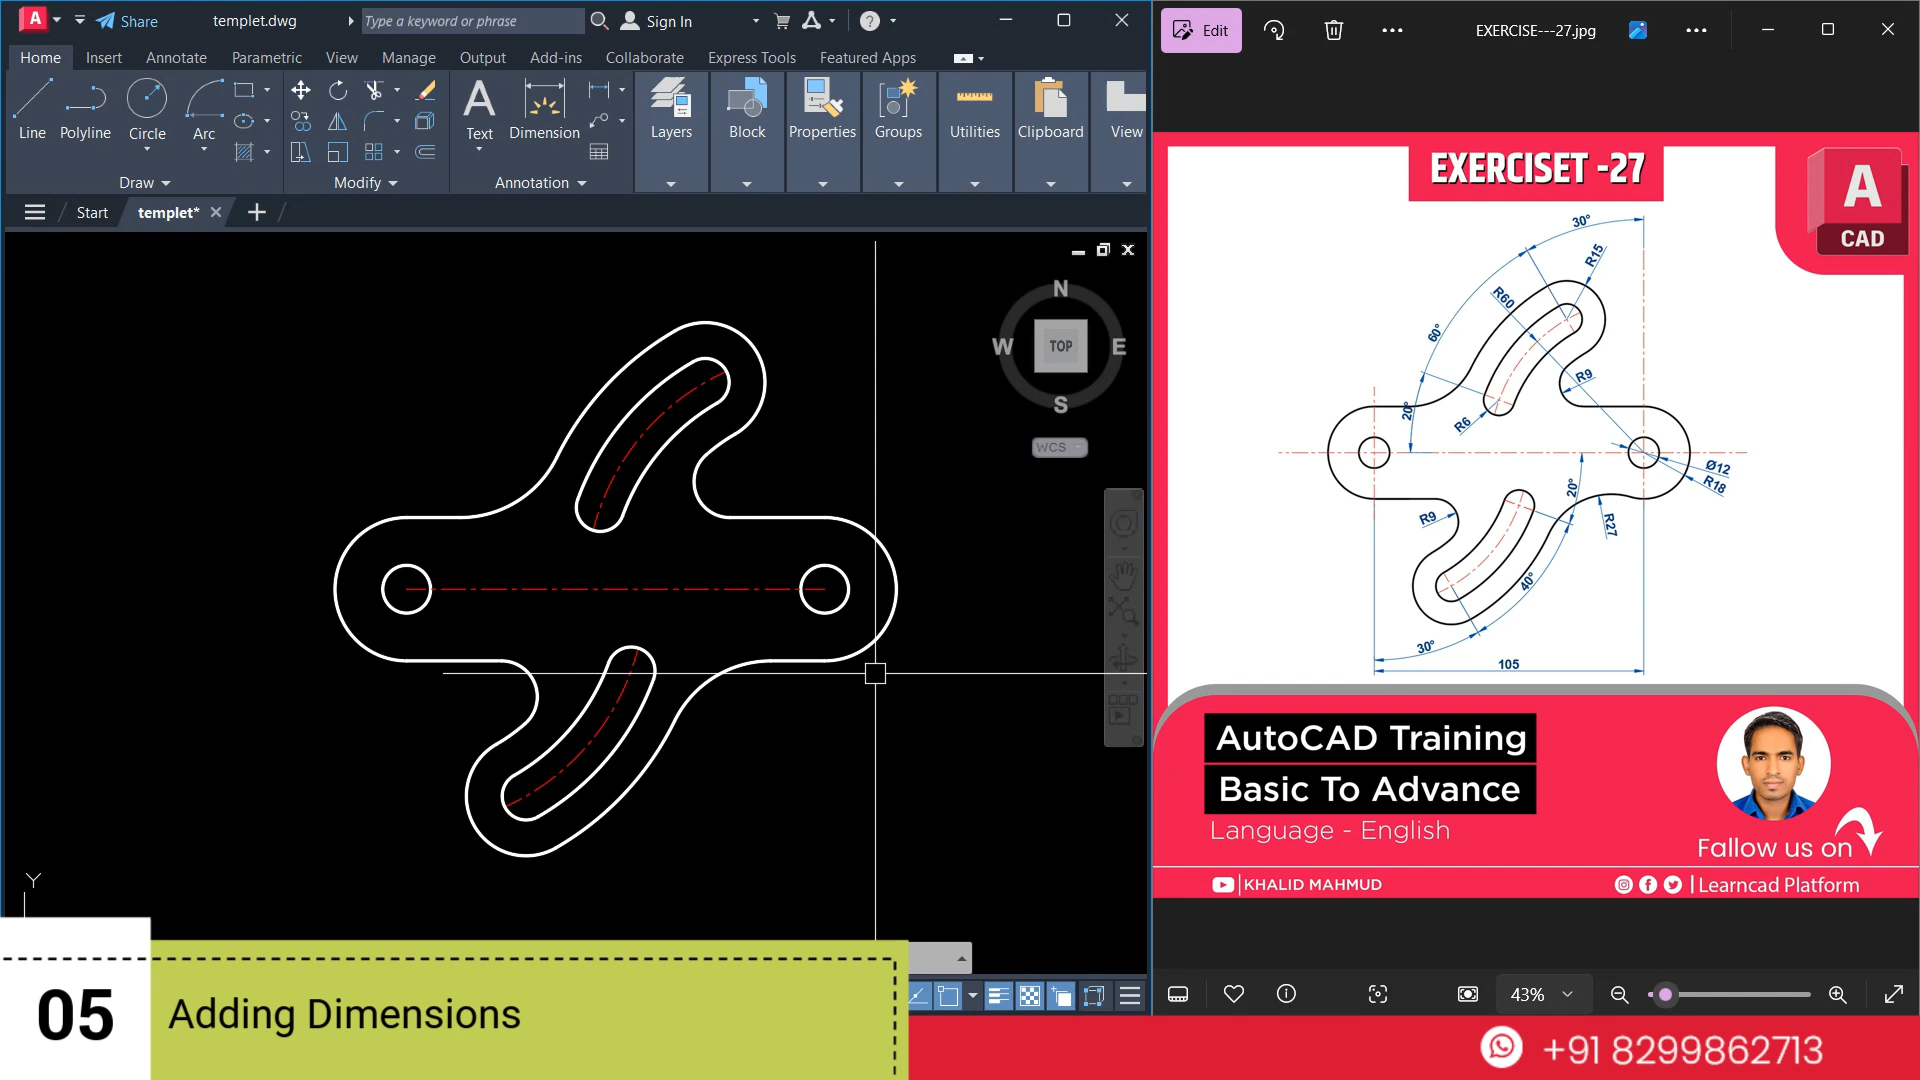 A
Share
templet.dwg
Type a keyword or phrase
Sign In
?
Home Insert Annotate Parametric View Manage Output Add-ins Collaborate Express Tools Featured Apps
Line Polyline Circle Arc
Text Dimension
Layers Block Properties Groups Utilities Clipboard View
Draw Modify Annotation
Start templet*
N
W TOP E
S
WCS
Y
05
Adding Dimensions
Edit
EXERCISE---27.jpg
EXERCISET -27
A
CAD
30°
R15
R60
60°
R9
20°
R6
Ø12
R18
20°
R9
R27
40°
30°
105
AutoCAD Training
Basic To Advance
Language - English
Fallow us on
KHALID MAHMUD
Learncad Platform
43%
+91 8299862713